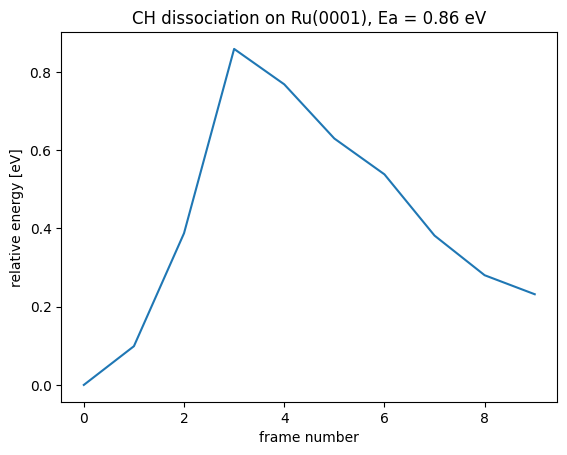 CH dissociation on Ru(0001), Ea = 0.86 eV
relative energy [eV]
0.8
0.6
0.4
0.2
0.0
0 2 4 6 8
frame number